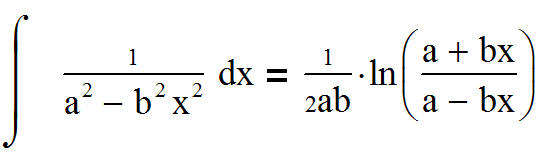 ∫ 1/(a² − b²x²) dx = 1/(2ab) · ln((a + bx)/(a − bx))